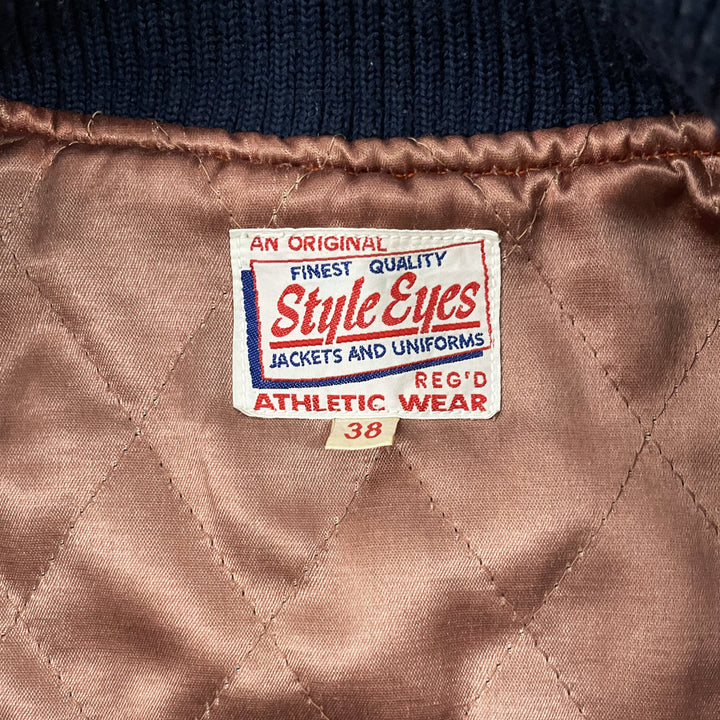 AN ORIGINAL
FINEST QUALITY
Style Eyes
JACKETS AND UNIFORMS
REG'D
ATHLETIC WEAR
38